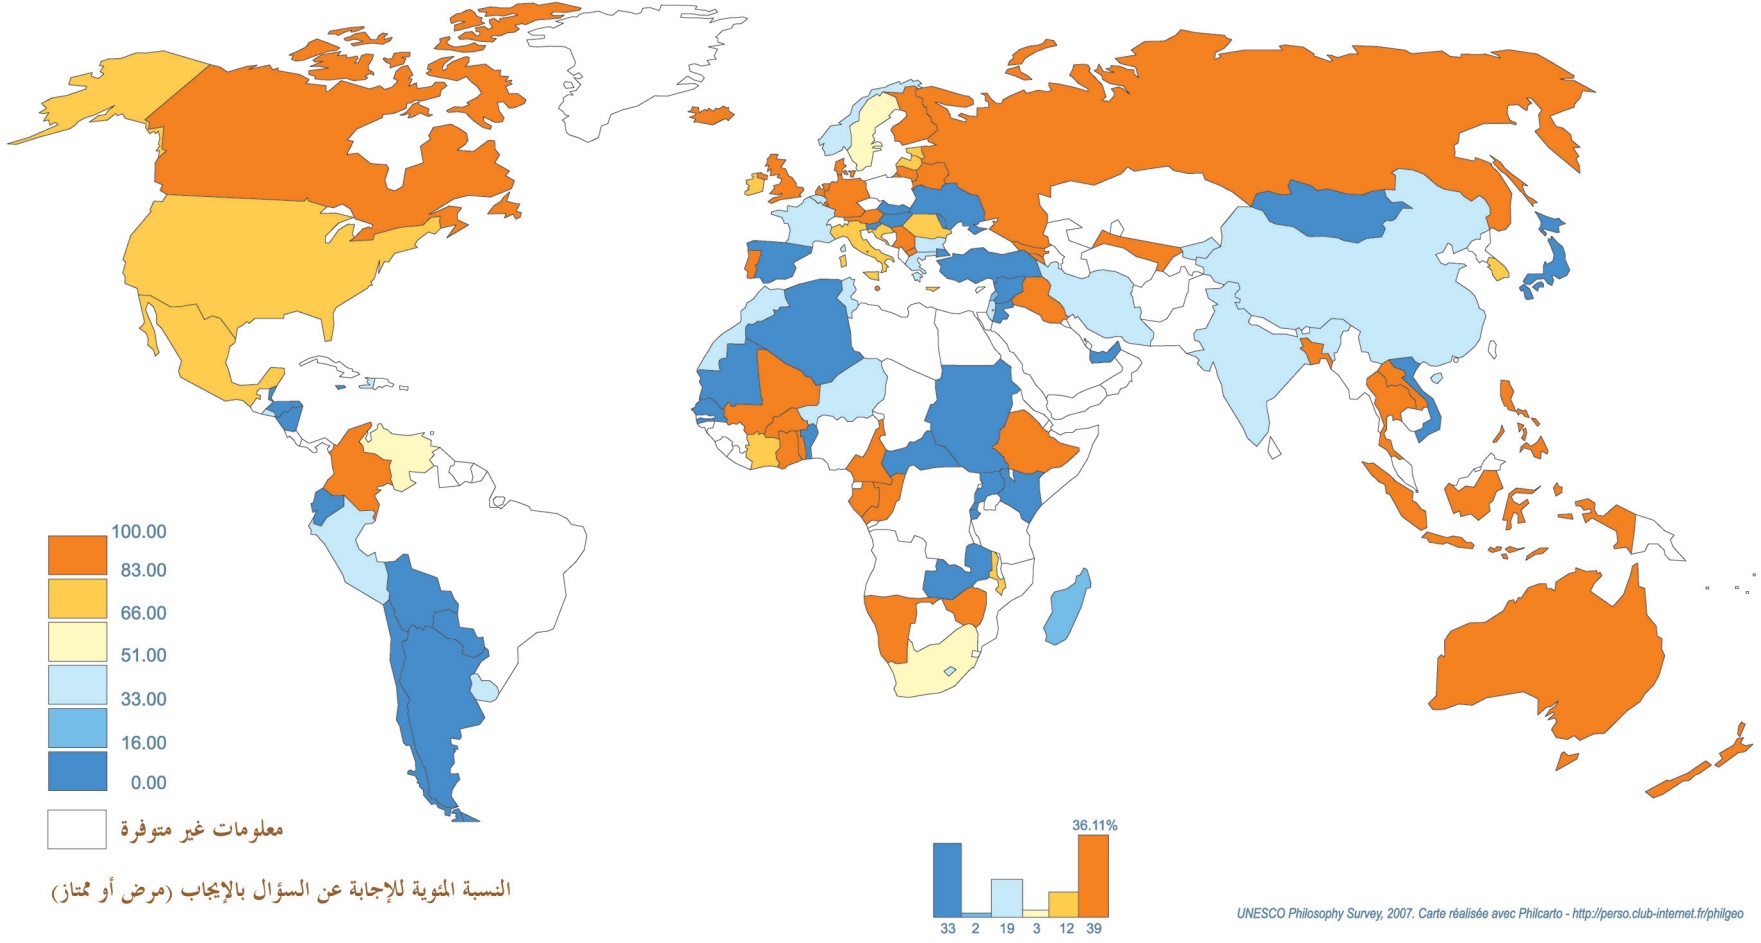 100.00
83.00
66.00
51.00
33.00
16.00
0.00
معلومات غير متوفرة
النسبة المئوية للإجابة عن السؤال بالإيجاب (مرض أو ممتاز)
36.11%
33 2 19 3 12 39
UNESCO Philosophy Survey, 2007. Carte réalisée avec Philcarto - http://perso.club-internet.fr/philgeo